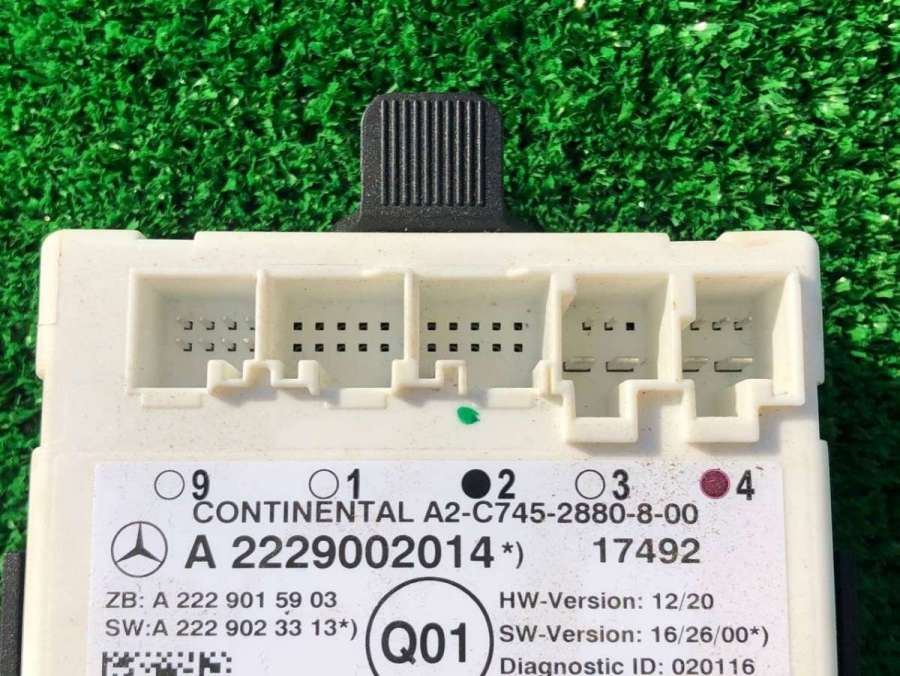 9 1 2 3 4
CONTINENTAL A2-C745-2880-8-00
A 2229002014*) 17492
ZB: A 222 901 59 03
SW:A 222 902 33 13*)
Q01
HW-Version: 12/20
SW-Version: 16/26/00*)
Diagnostic ID: 020116